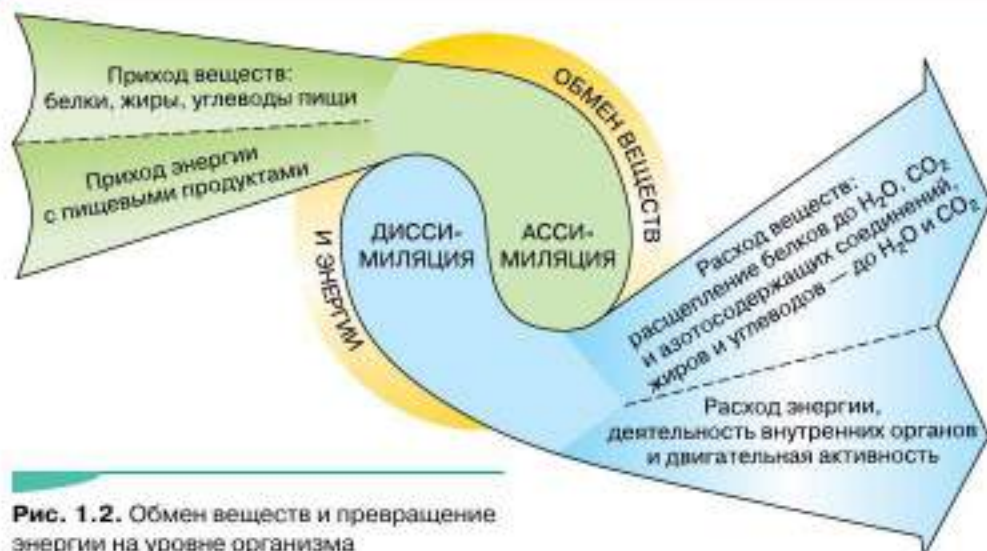 Приход веществ:
белки, жиры, углеводы пищи
Приход энергии
с пищевыми продуктами
ОБМЕН ВЕЩЕСТВ
И ЭНЕРГИИ
ДИССИ-
МИЛЯЦИЯ
АССИ-
МИЛЯЦИЯ
Расход веществ:
расщепление белков до H₂O, CO₂
и азотосодержащих соединений,
жиров и углеводов — до H₂O и CO₂
Расход энергии,
деятельность внутренних органов
и двигательная активность
Рис. 1.2. Обмен веществ и превращение
энергии на уровне организма